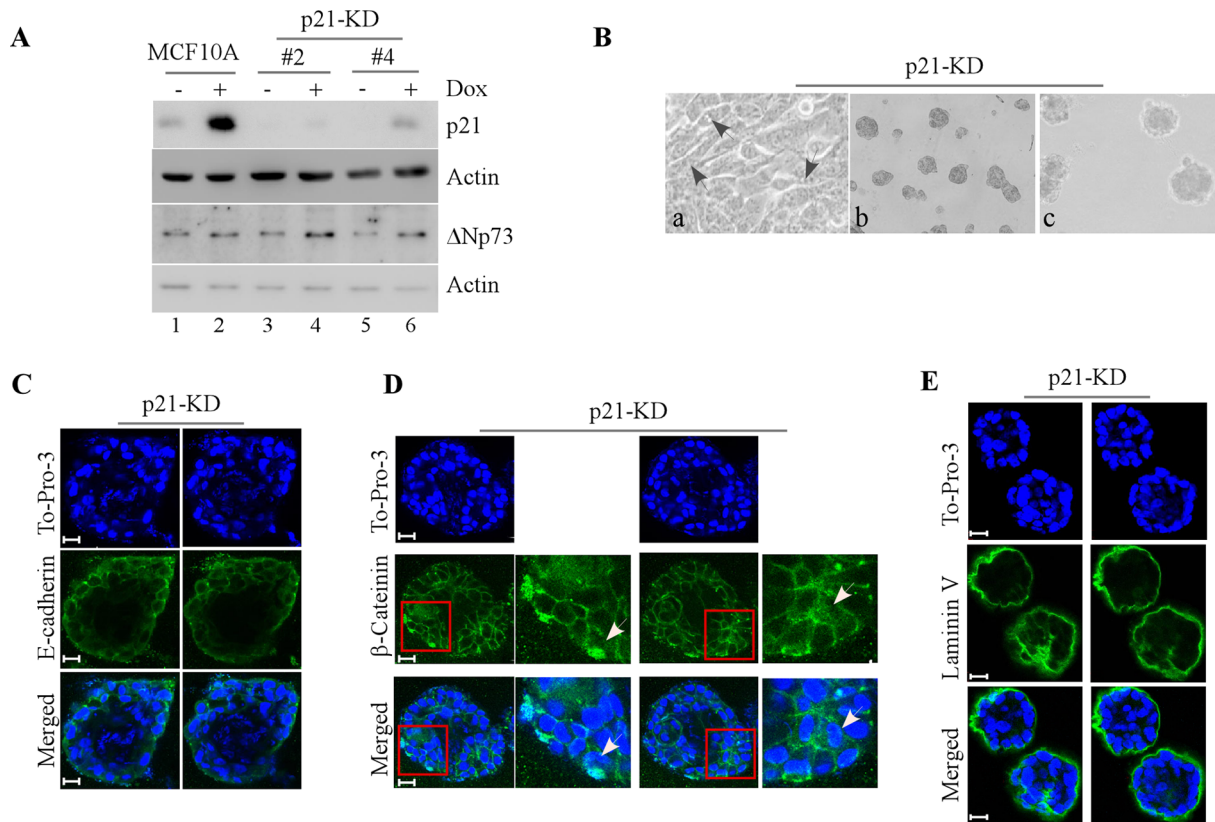 A
p21-KD
MCF10A #2 #4
- + - + - + Dox
p21
Actin
ΔNp73
Actin
1 2 3 4 5 6
B
p21-KD
a b c
C
p21-KD
To-Pro-3
E-cadherin
Merged
D
p21-KD
To-Pro-3
β-Cateinin
Merged
E
p21-KD
To-Pro-3
Laminin V
Merged